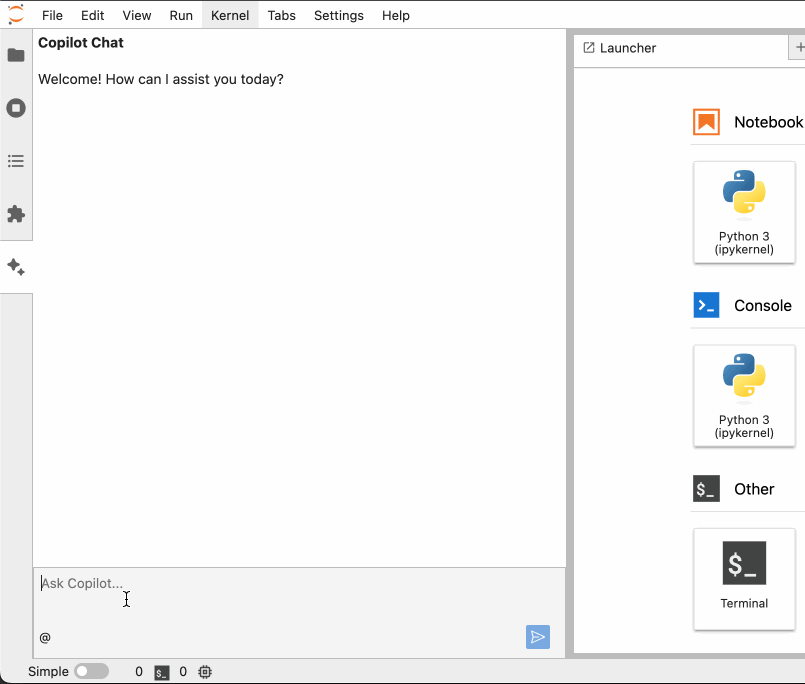 File Edit View Run Kernel Tabs Settings Help
Copilot Chat
Welcome! How can I assist you today?
Ask Copilot...
@
Launcher
Notebook
Python 3
(ipykernel)
Console
Python 3
(ipykernel)
$_ Other
$_
Terminal
Simple 0 $_ 0